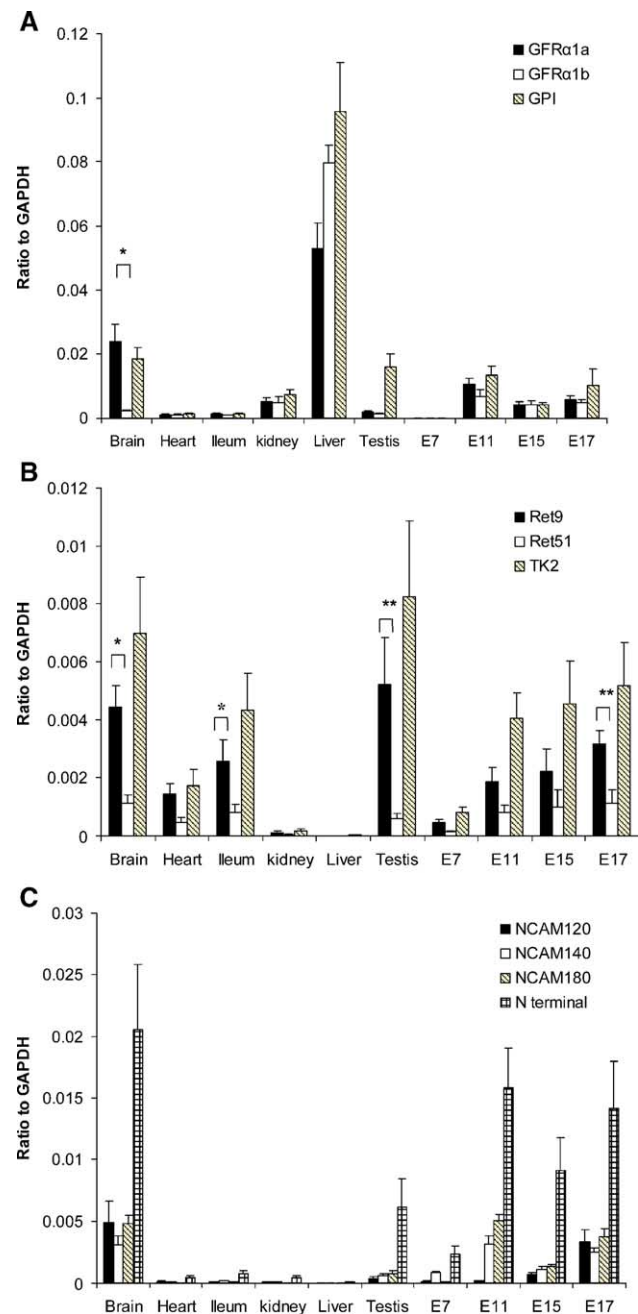 A
0.12
0.1
0.08
0.06
0.04
0.02
0
Ratio to GAPDH
GFRα1a
GFRα1b
GPI
*
Brain Heart Ileum kidney Liver Testis E7 E11 E15 E17
B
0.012
0.01
0.008
0.006
0.004
0.002
0
Ratio to GAPDH
Ret9
Ret51
TK2
* * ** **
Brain Heart Ileum kidney Liver Testis E7 E11 E15 E17
C
0.03
0.025
0.02
0.015
0.01
0.005
0
Ratio to GAPDH
NCAM120
NCAM140
NCAM180
N terminal
Brain Heart Ileum kidney Liver Testis E7 E11 E15 E17